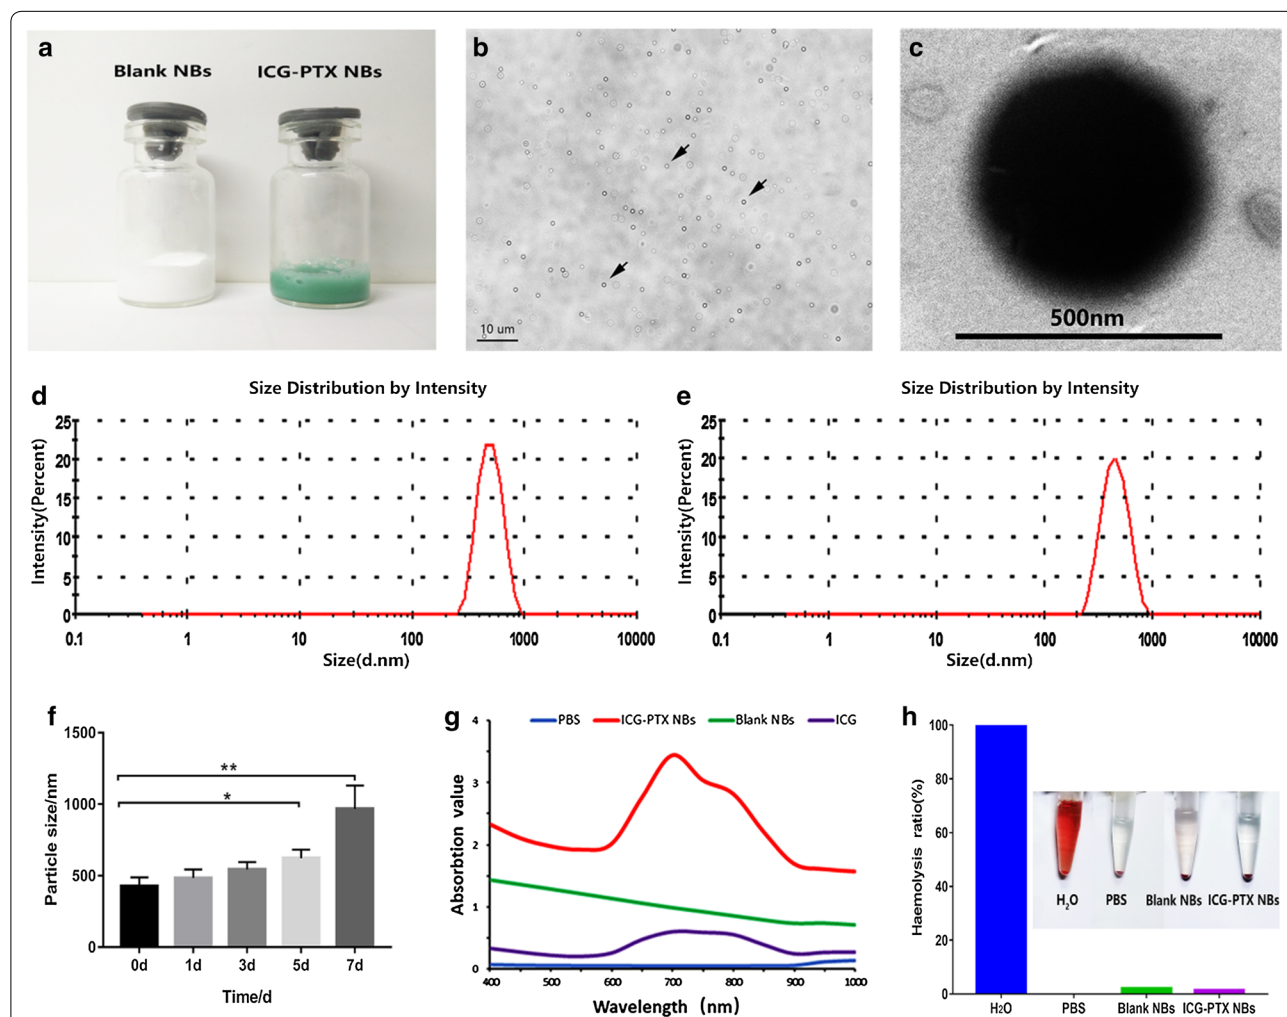 a
Blank NBs ICG-PTX NBs
b
10 um
c
500nm
d
Size Distribution by Intensity
Intensity(Percent)
25
20
15
10
5
0
0.1 1 10 100 1000 10000
Size(d.nm)
e
Size Distribution by Intensity
Intensity(Percent)
25
20
15
10
5
0
0.1 1 10 100 1000 10000
Size(d.nm)
f
Particle size/nm
1500
1000
500
0
**
*
0d 1d 3d 5d 7d
Time/d
g
PBS ICG-PTX NBs Blank NBs ICG
Absorbtion value
4
3
2
1
0
400 500 600 700 800 900 1000
Wavelength (nm)
h
Haemolysis ratio(%)
100
80
60
40
20
0
H₂O PBS Blank NBs ICG-PTX NBs
H2O PBS Blank NBs ICG-PTX NBs